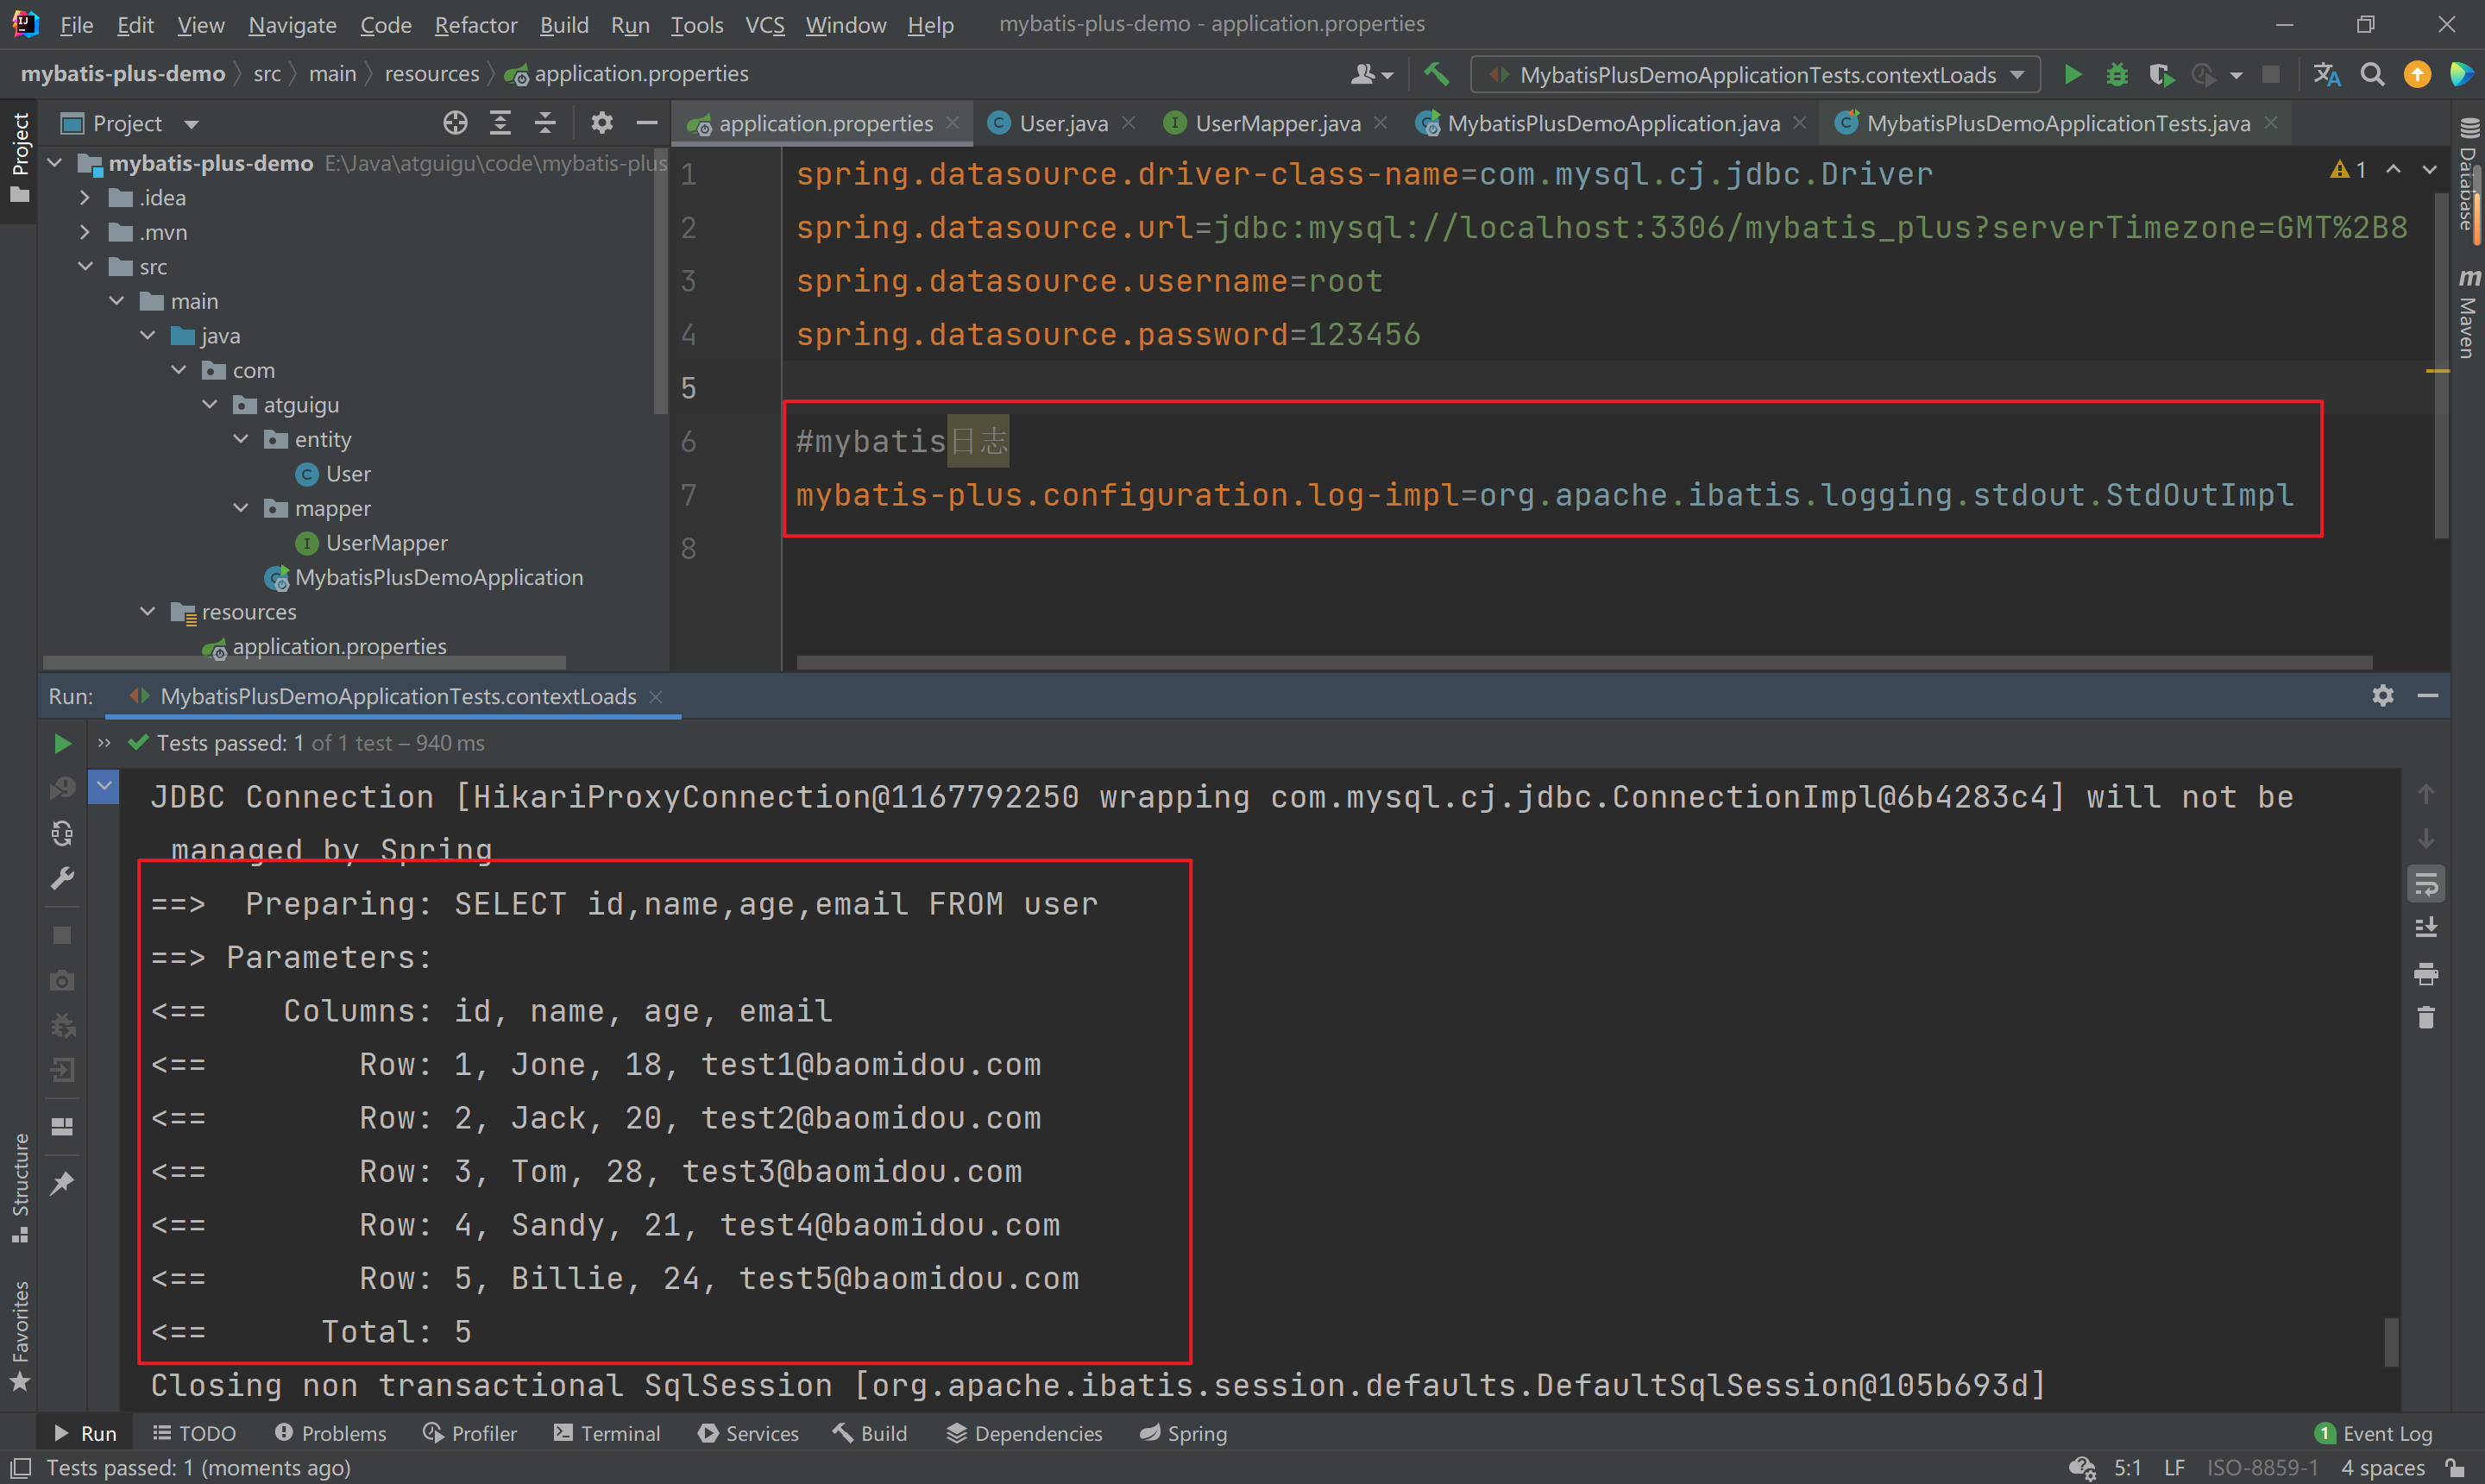 File Edit View Navigate Code Refactor Build Run Tools VCS Window Help mybatis-plus-demo - application.properties
mybatis-plus-demo src main resources application.properties MybatisPlusDemoApplicationTests.contextLoads
Project
application.properties User.java UserMapper.java MybatisPlusDemoApplication.java MybatisPlusDemoApplicationTests.java
Project
mybatis-plus-demo E:\Java\atguigu\code\mybatis-plus
.idea
.mvn
src
main
java
com
atguigu
entity
User
mapper
UserMapper
MybatisPlusDemoApplication
resources
application.properties
1 spring.datasource.driver-class-name=com.mysql.cj.jdbc.Driver
2 spring.datasource.url=jdbc:mysql://localhost:3306/mybatis_plus?serverTimezone=GMT%2B8
3 spring.datasource.username=root
4 spring.datasource.password=123456
5
6 #mybatis日志
7 mybatis-plus.configuration.log-impl=org.apache.ibatis.logging.stdout.StdOutImpl
8
1
Database
m Maven
Run: MybatisPlusDemoApplicationTests.contextLoads
Tests passed: 1 of 1 test – 940 ms
JDBC Connection [HikariProxyConnection@1167792250 wrapping com.mysql.cj.jdbc.ConnectionImpl@6b4283c4] will not be
managed by Spring
==>  Preparing: SELECT id,name,age,email FROM user
==> Parameters:
<==    Columns: id, name, age, email
<==        Row: 1, Jone, 18, test1@baomidou.com
<==        Row: 2, Jack, 20, test2@baomidou.com
<==        Row: 3, Tom, 28, test3@baomidou.com
<==        Row: 4, Sandy, 21, test4@baomidou.com
<==        Row: 5, Billie, 24, test5@baomidou.com
<==      Total: 5
Closing non transactional SqlSession [org.apache.ibatis.session.defaults.DefaultSqlSession@105b693d]
Structure
Favorites
Run TODO Problems Profiler Terminal Services Build Dependencies Spring 1 Event Log
Tests passed: 1 (moments ago) 5:1 LF ISO-8859-1 4 spaces